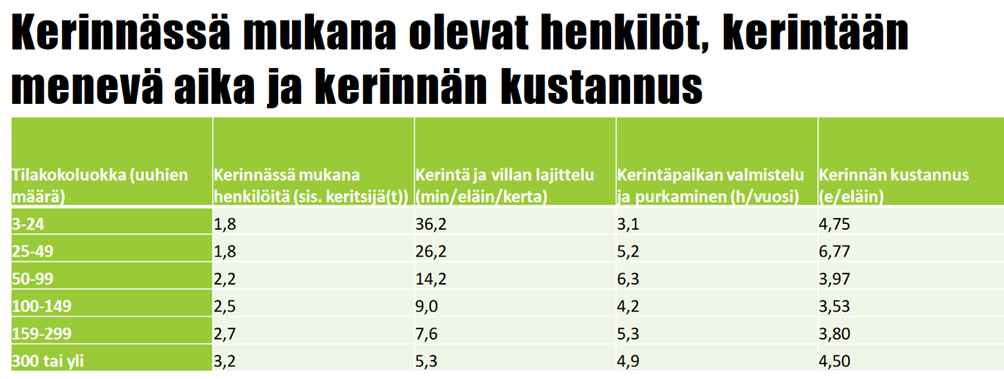 Kerinnässä mukana olevat henkilöt, kerintään
menevä aika ja kerinnän kustannus
Tilakokoluokka (uuhien määrä) Kerinnässä mukana henkilöitä (sis. keritsijä(t)) Kerintä ja villan lajittelu (min/eläin/kerta) Kerintäpaikan valmistelu ja purkaminen (h/vuosi) Kerinnän kustannus (e/eläin)
3-24 1,8 36,2 3,1 4,75
25-49 1,8 26,2 5,2 6,77
50-99 2,2 14,2 6,3 3,97
100-149 2,5 9,0 4,2 3,53
159-299 2,7 7,6 5,3 3,80
300 tai yli 3,2 5,3 4,9 4,50